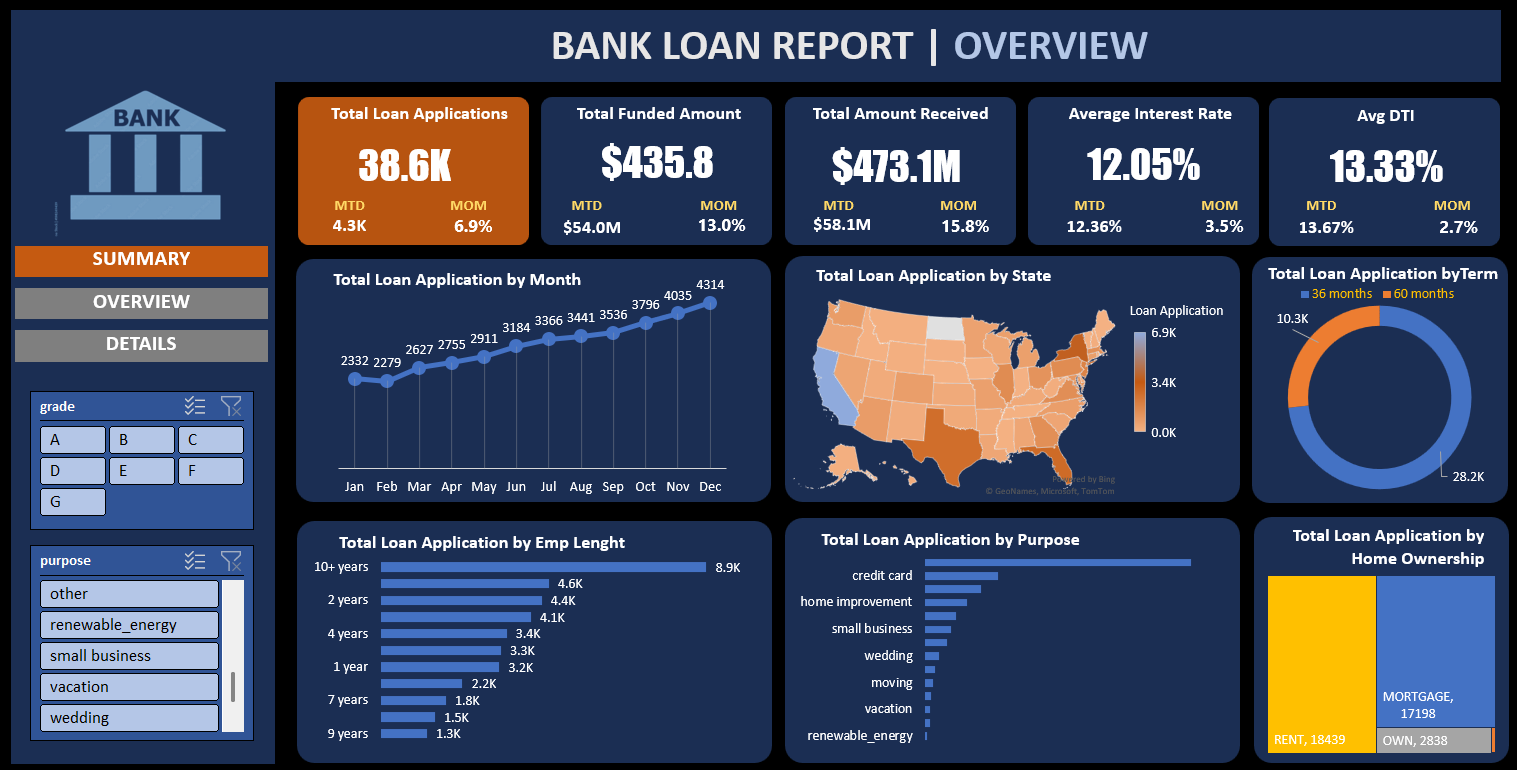 BANK LOAN REPORT | OVERVIEW
BANK
SUMMARY
OVERVIEW
DETAILS
grade
A B C
D E F
G
purpose
other
renewable_energy
small business
vacation
wedding
Total Loan Applications
38.6K
MTD MOM
4.3K 6.9%
Total Funded Amount
$435.8
MTD MOM
$54.0M 13.0%
Total Amount Received
$473.1M
MTD MOM
$58.1M 15.8%
Average Interest Rate
12.05%
MTD MOM
12.36% 3.5%
Avg DTI
13.33%
MTD MOM
13.67% 2.7%
Total Loan Application by Month
2332 2279 2627 2755 2911 3184 3366 3441 3536 3796 4035 4314
Jan Feb Mar Apr May Jun Jul Aug Sep Oct Nov Dec
Total Loan Application by State
Loan Application
6.9K
3.4K
0.0K
Powered by Bing
© GeoNames, Microsoft, TomTom
Total Loan Application byTerm
36 months 60 months
10.3K
28.2K
Total Loan Application by Emp Lenght
10+ years 8.9K
4.6K
2 years 4.4K
4.1K
4 years 3.4K
3.3K
1 year 3.2K
2.2K
7 years 1.8K
1.5K
9 years 1.3K
Total Loan Application by Purpose
credit card
home improvement
small business
wedding
moving
vacation
renewable_energy
Total Loan Application by
Home Ownership
MORTGAGE,
17198
RENT, 18439
OWN, 2838